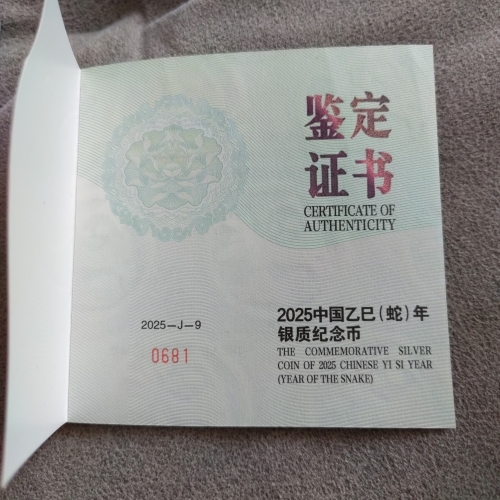 鉴定
证书
CERTIFICATE OF
AUTHENTICITY
2025中国乙巳（蛇）年
银质纪念币
THE COMMEMORATIVE SILVER
COIN OF 2025 CHINESE YI SI YEAR
(YEAR OF THE SNAKE)
2025—J—9
0681